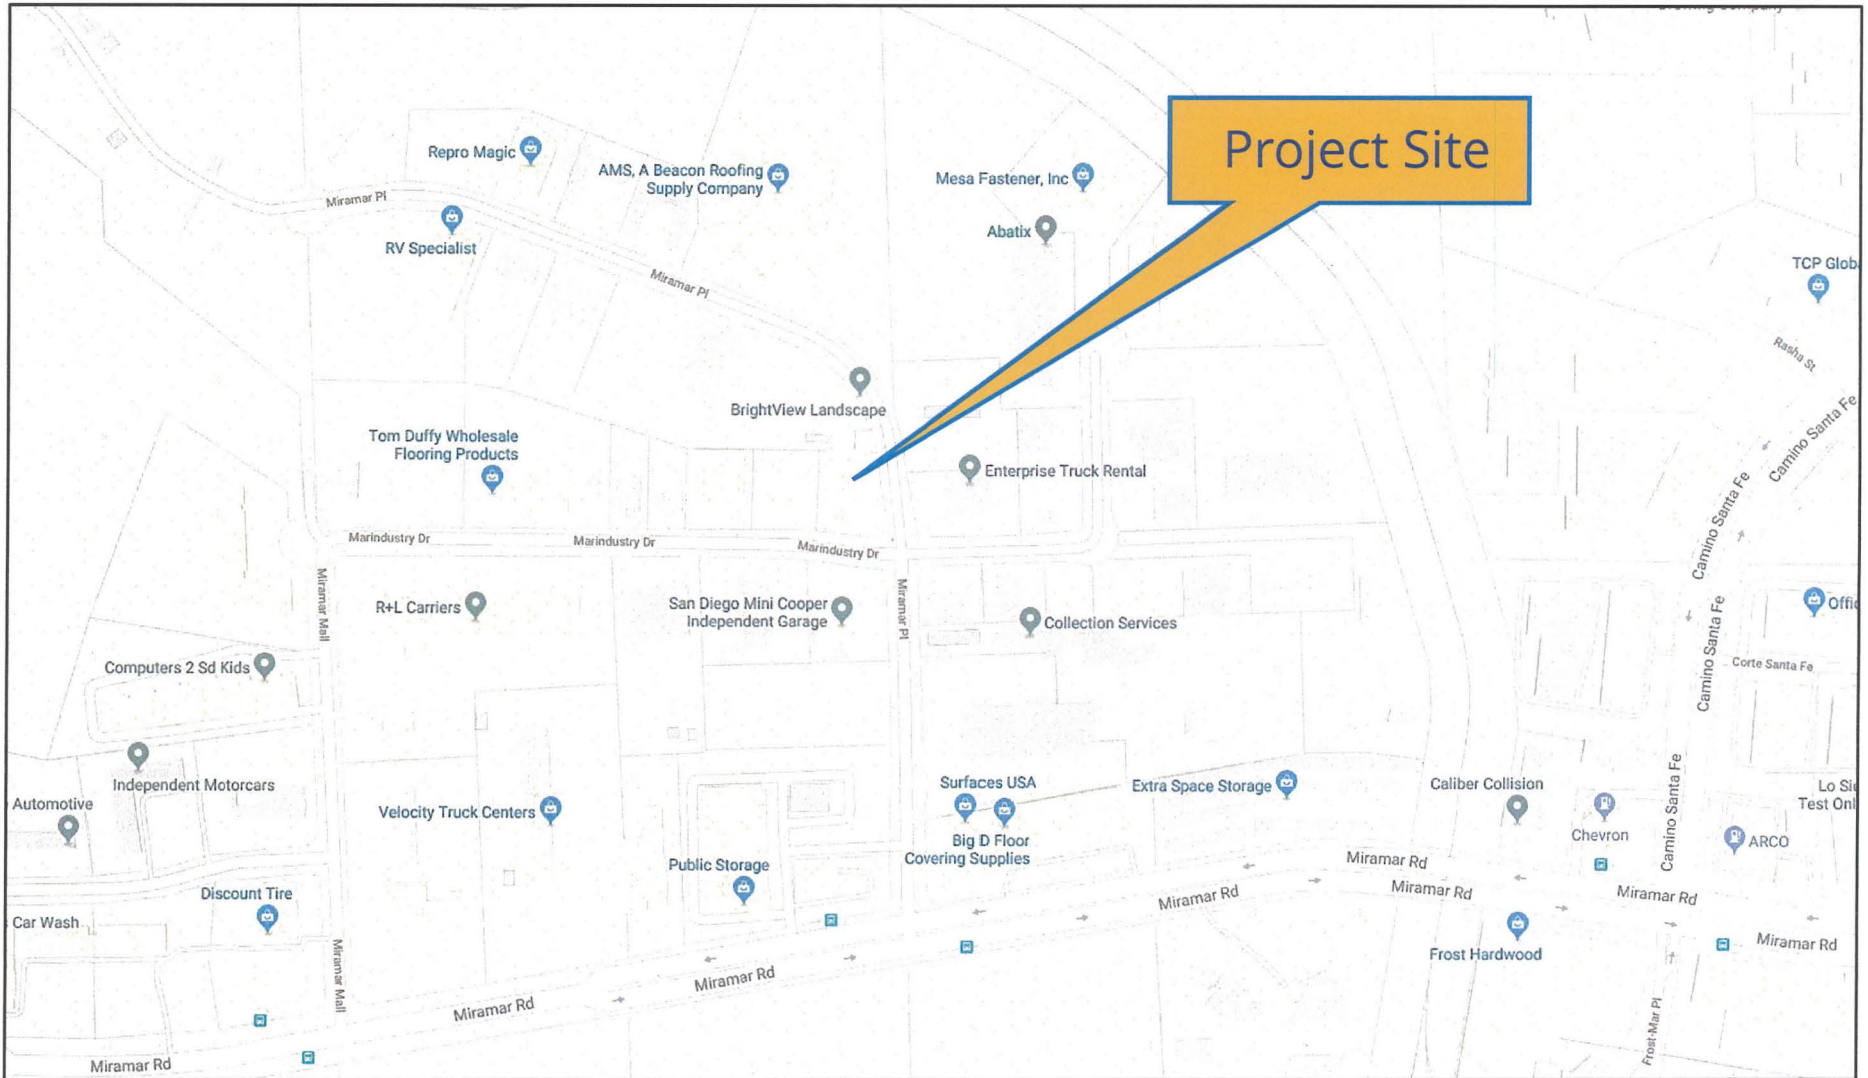 Project Site
Repro Magic
AMS, A Beacon Roofing
Supply Company
Mesa Fastener, Inc
Miramar Pl
RV Specialist
Abatix
Miramar Pl
TCP Glob
Rasha St
BrightView Landscape
Camino Santa Fe
Tom Duffy Wholesale
Flooring Products
Enterprise Truck Rental
Camino Santa Fe
Marindustry Dr
Marindustry Dr
Marindustry Dr
Miramar Mall
R+L Carriers
San Diego Mini Cooper
Independent Garage
Miramar Pl
Collection Services
Offic
Camino Santa Fe
Corte Santa Fe
Computers 2 Sd Kids
Independent Motorcars
Automotive
Velocity Truck Centers
Surfaces USA
Big D Floor
Covering Supplies
Extra Space Storage
Caliber Collision
Chevron
Camino Santa Fe
ARCO
Lo Si
Test Onl
Public Storage
Discount Tire
Car Wash
Miramar Rd
Miramar Rd
Miramar Rd
Miramar Rd
Miramar Rd
Frost Hardwood
Miramar Mall
Miramar Rd
Miramar Rd
Frost-Mar Pl
Miramar Rd